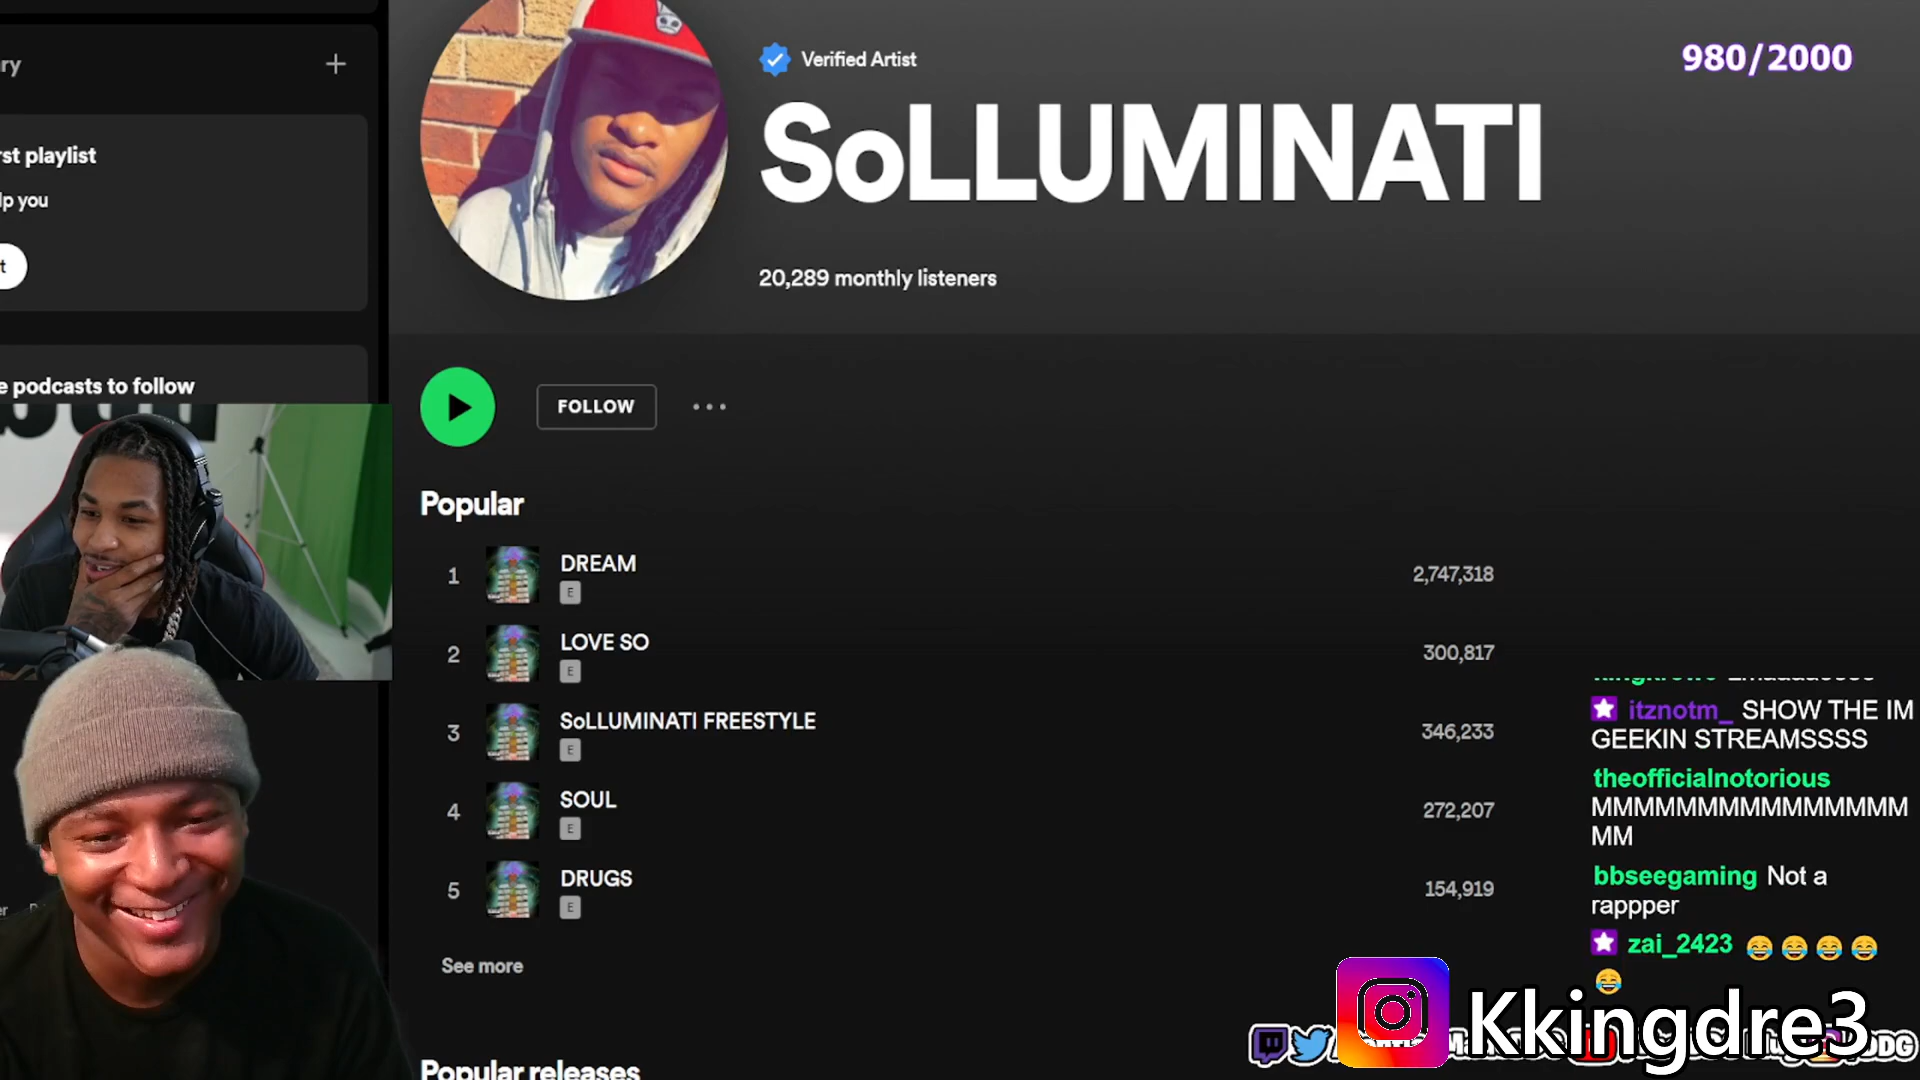 ry
rst playlist
lp you
t
e podcasts to follow
Verified Artist
980/2000
SoLLUMINATI
20,289 monthly listeners
FOLLOW
Popular
1 DREAM 2,747,318
E
2 LOVE SO 300,817
E
3 SoLLUMINATI FREESTYLE 346,233
E
4 SOUL 272,207
E
5 DRUGS 154,919
E
See more
Popular releases
itznotm_ SHOW THE IM
GEEKIN STREAMSSSS
theofficialnotorious
MMMMMMMMMMMMMMM
MM
bbseegaming Not a
rappper
zai_2423 😂 😂 😂 😂
😂
Kkingdre3